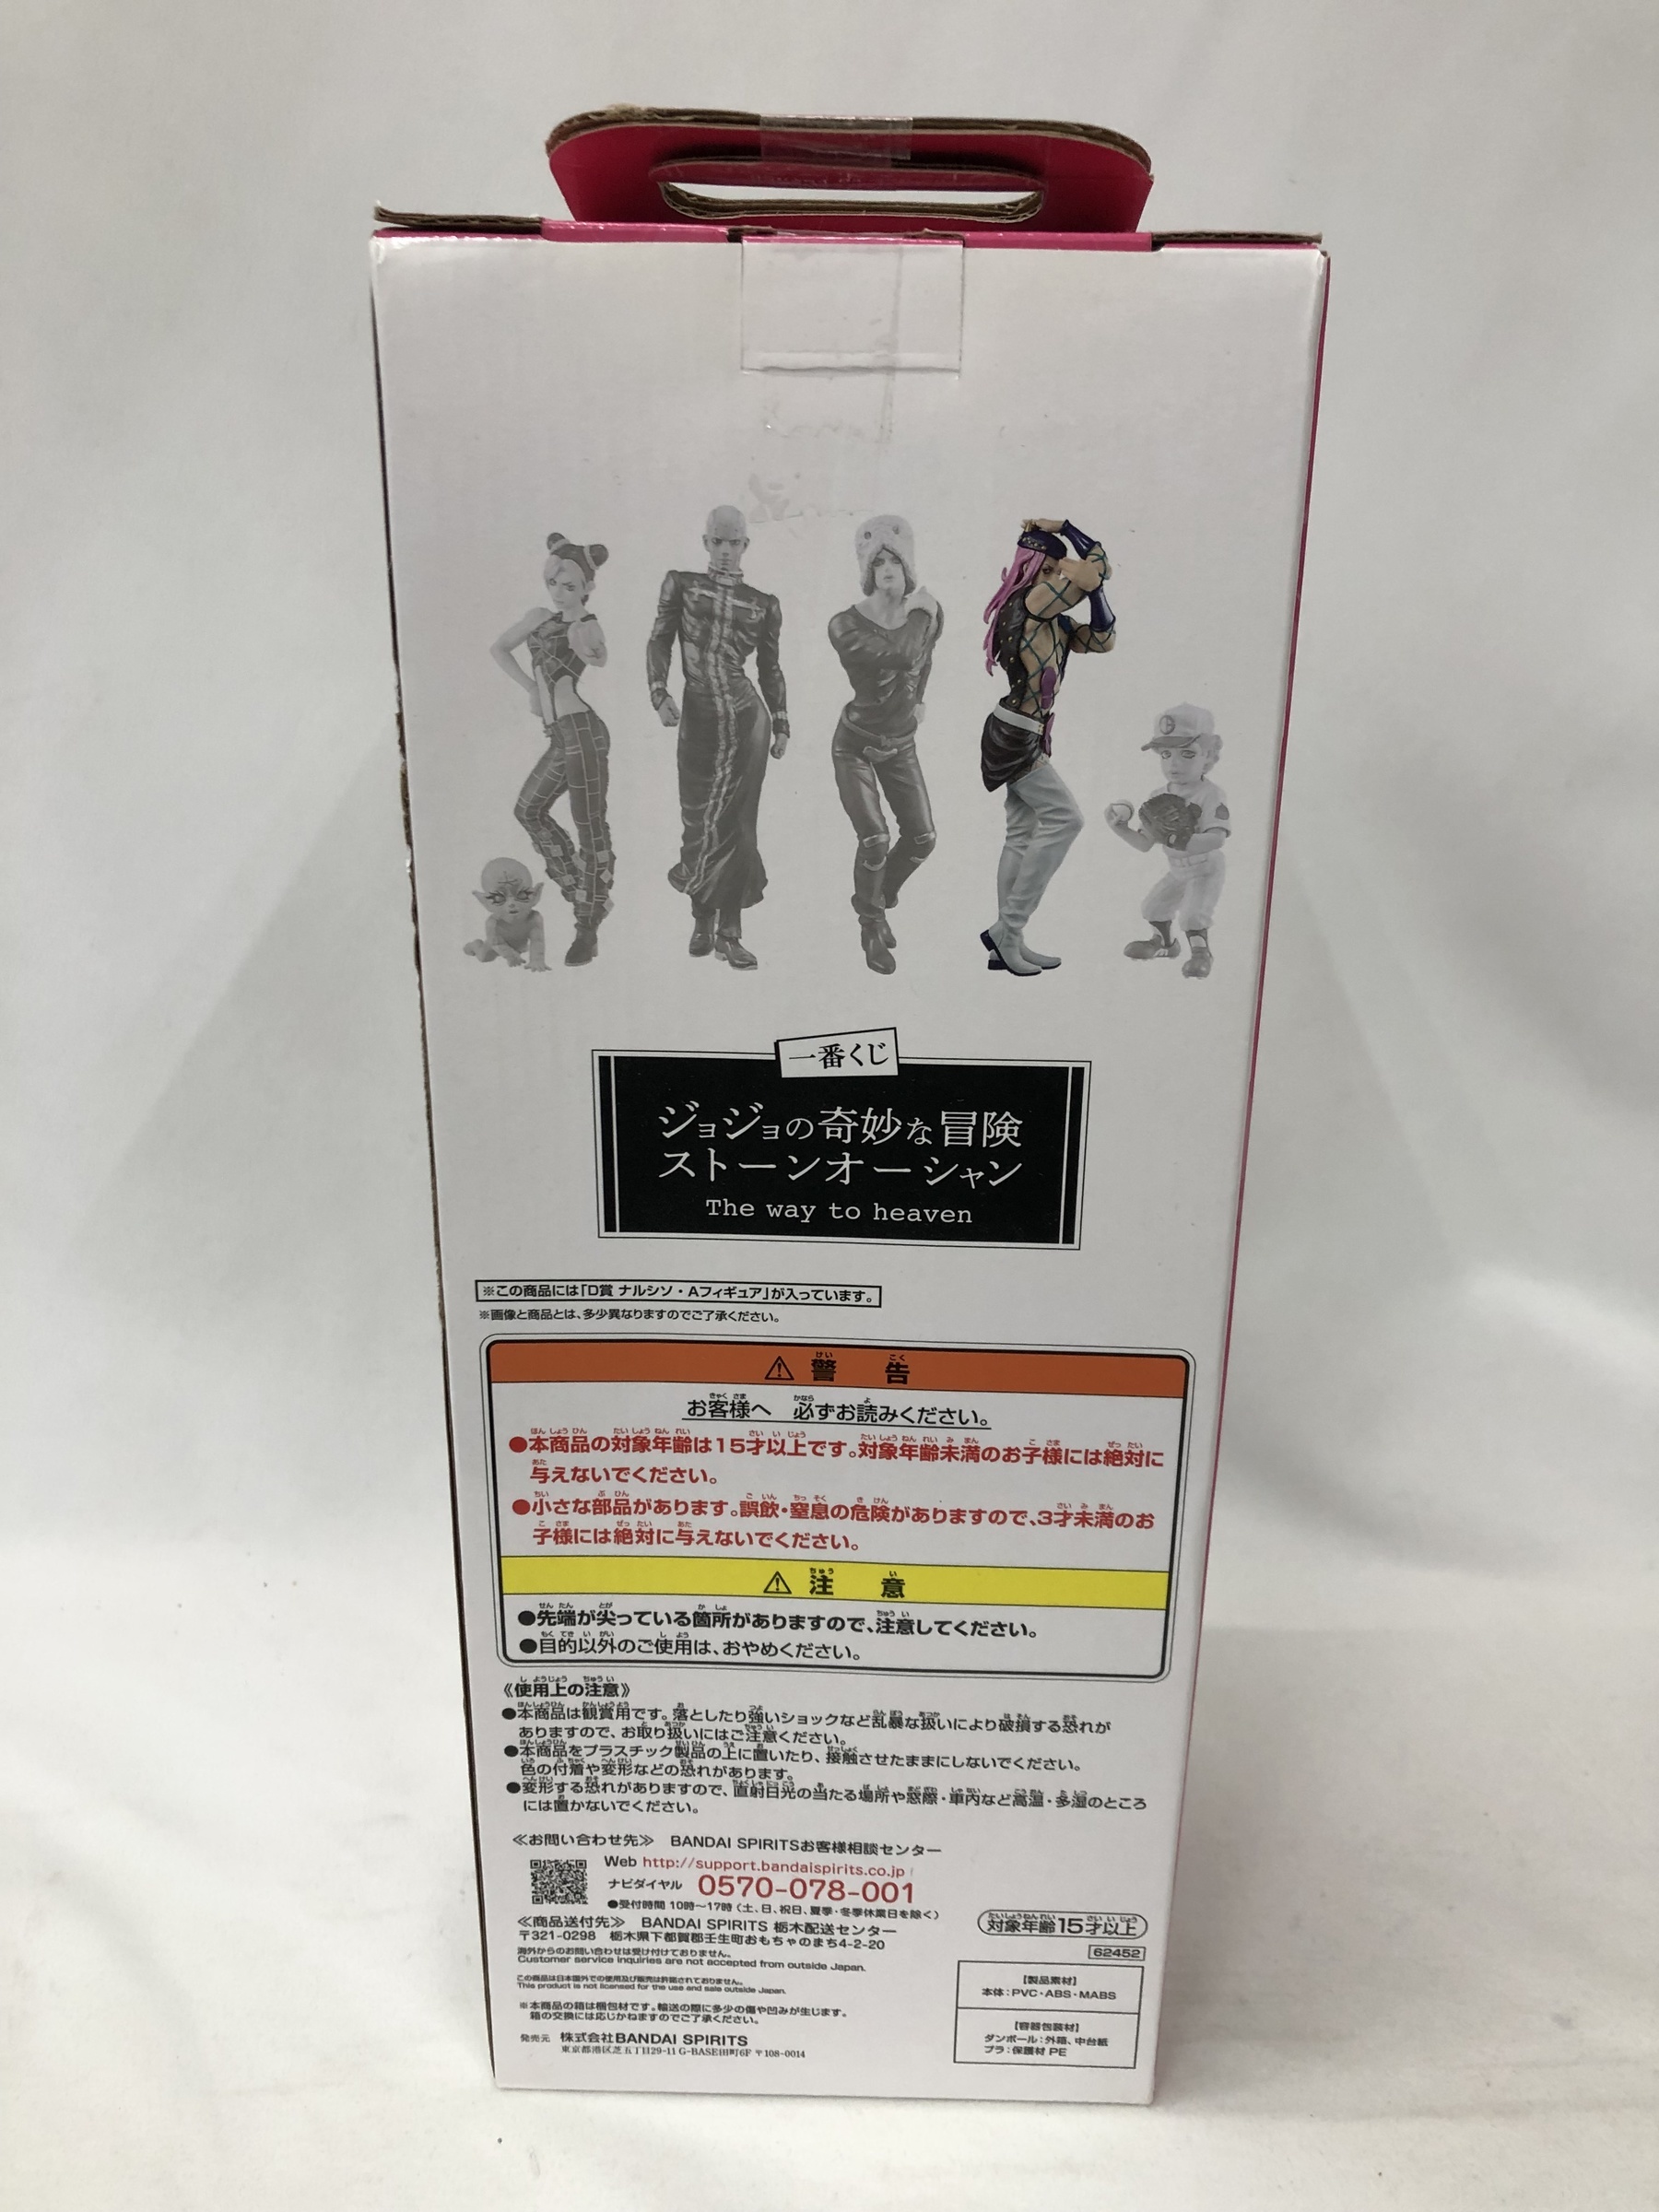 一番くじ
ジョジョの奇妙な冒険
ストーンオーシャン
The way to heaven
※この商品には「D賞 ナルシソ・Aフィギュア」が入っています。
※画像と商品とは、多少異なりますのでご了承ください。
⚠警告
お客様へ 必ずお読みください。
●本商品の対象年齢は15才以上です。対象年齢未満のお子様には絶対に
与えないでください。
●小さな部品があります。誤飲・窒息の危険がありますので、3才未満のお
子様には絶対に与えないでください。
⚠注意
●先端が尖っている箇所がありますので、注意してください。
●目的以外のご使用は、おやめください。
《使用上の注意》
●本商品は観賞用です。落としたり強いショックなど乱暴な扱いにより破損する恐れが
ありますので、お取り扱いにはご注意ください。
●本商品をプラスチック製品の上に置いたり、接触させたままにしないでください。
色の付着や変形などの恐れがあります。
●変形する恐れがありますので、直射日光の当たる場所や窓際・車内など高温・多湿のところ
には置かないでください。
≪お問い合わせ先≫ BANDAI SPIRITSお客様相談センター
Web http://support.bandaispirits.co.jp/
ナビダイヤル 0570-078-001
●受付時間 10時〜17時(土、日、祝日、夏季・冬季休業日を除く)
≪商品送付先≫ BANDAI SPIRITS 栃木配送センター
〒321-0298 栃木県下都賀郡壬生町おもちゃのまち4-2-20
海外からのお問い合わせは受け付けておりません。
Customer service inquiries are not accepted from outside Japan.
この商品は日本国外での使用及び販売は許諾されておりません。
This product is not licensed for the use and sale outside Japan.
※本商品の箱は梱包材です。輸送の際に多少の傷や凹みが生じます。
箱の交換には応じかねますのでご了承ください。
発売元 株式会社BANDAI SPIRITS
東京都港区芝五丁目29-11 G-BASE田町6F 〒108-0014
対象年齢15才以上
62452
【製品素材】
本体:PVC・ABS・MABS
【容器包装材】
ダンボール:外箱、中台紙
プラ:保護材 PE